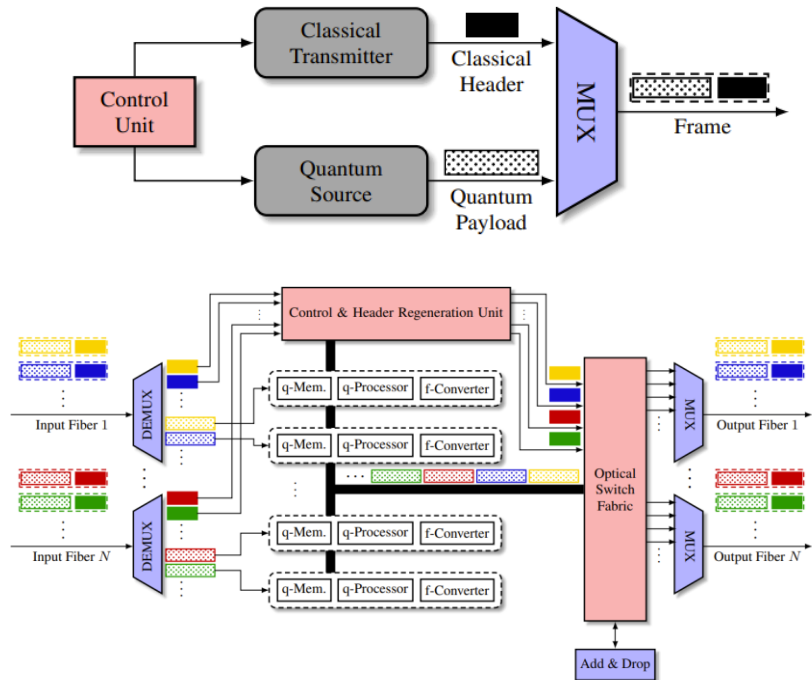 Classical
Transmitter
Classical
Header
Control
Unit
MUX
Frame
Quantum
Source
Quantum
Payload
Control & Header Regeneration Unit
Input Fiber 1
DEMUX
q-Mem. q-Processor f-Converter
q-Mem. q-Processor f-Converter
MUX
Output Fiber 1
Optical
Switch
Fabric
Input Fiber N
DEMUX
q-Mem. q-Processor f-Converter
q-Mem. q-Processor f-Converter
MUX
Output Fiber N
Add & Drop